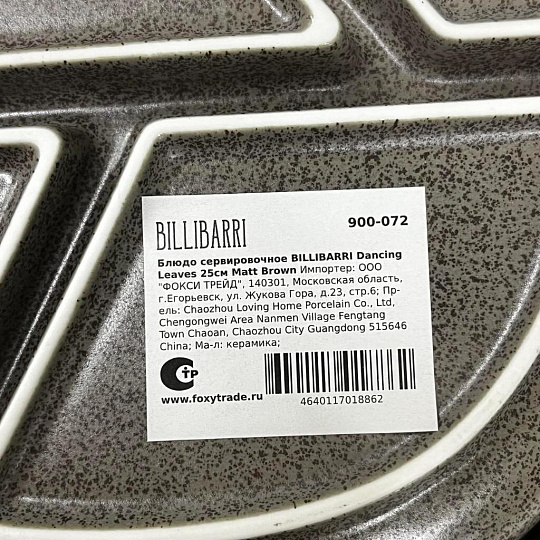 BILLIBARRI
900-072
Блюдо сервировочное BILLIBARRI Dancing
Leaves 25см Matt Brown Импортер: ООО
"ФОКСИ ТРЕЙД", 140301, Московская область,
г.Егорьевск, ул. Жукова Гора, д.23, стр.6; Пр-
ель: Chaozhou Loving Home Porcelain Co., Ltd,
Chengongwei Area Nanmen Village Fengtang
Town Chaoan, Chaozhou City Guangdong 515646
China; Ма-л: керамика;
СТР
www.foxytrade.ru
4640117018862